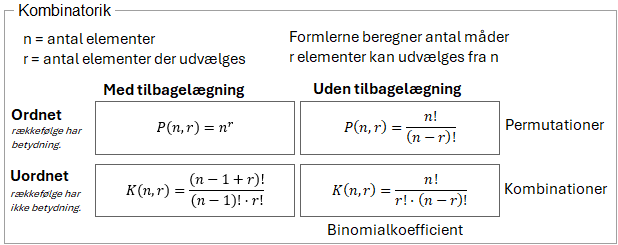 Kombinatorik
n = antal elementer
r = antal elementer der udvælges
Formlerne beregner antal måder
r elementer kan udvælges fra n
Med tilbagelægning
Uden tilbagelægning
Ordnet
rækkefølge har
betydning.
P(n,r) = n^r
P(n,r) = n! / (n − r)!
Permutationer
Uordnet
rækkefølge har
ikke betydning.
K(n,r) = (n − 1 + r)! / ((n − 1)! · r!)
K(n,r) = n! / (r! · (n − r)!)
Kombinationer
Binomialkoefficient